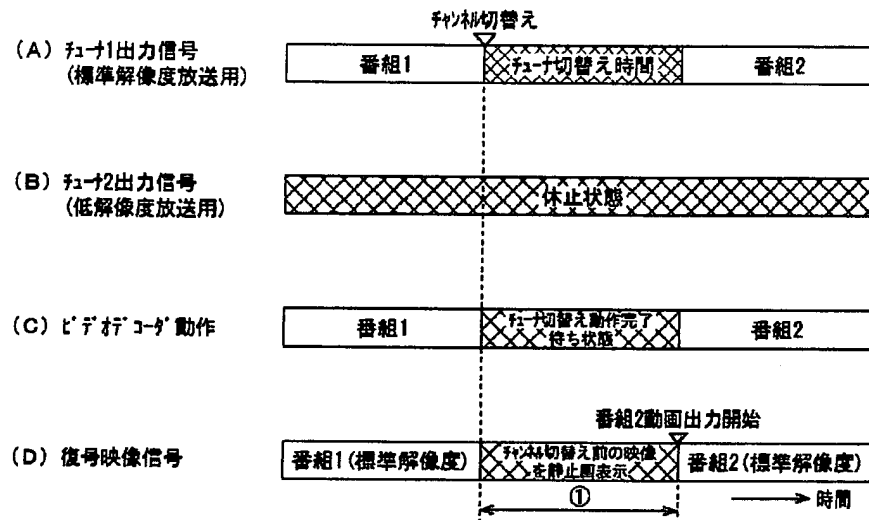 チャンネル切替え
(A) チューナ1出力信号
(標準解像度放送用)
番組1
チューナ切替え時間
番組2
(B) チューナ2出力信号
(低解像度放送用)
休止状態
(C) ビデオデコーダ動作
番組1
チューナ切替え動作完了
待ち状態
番組2
番組2動画出力開始
(D) 復号映像信号
番組1(標準解像度)
チャンネル切替え前の映像
を静止画表示
番組2(標準解像度)
①
時間